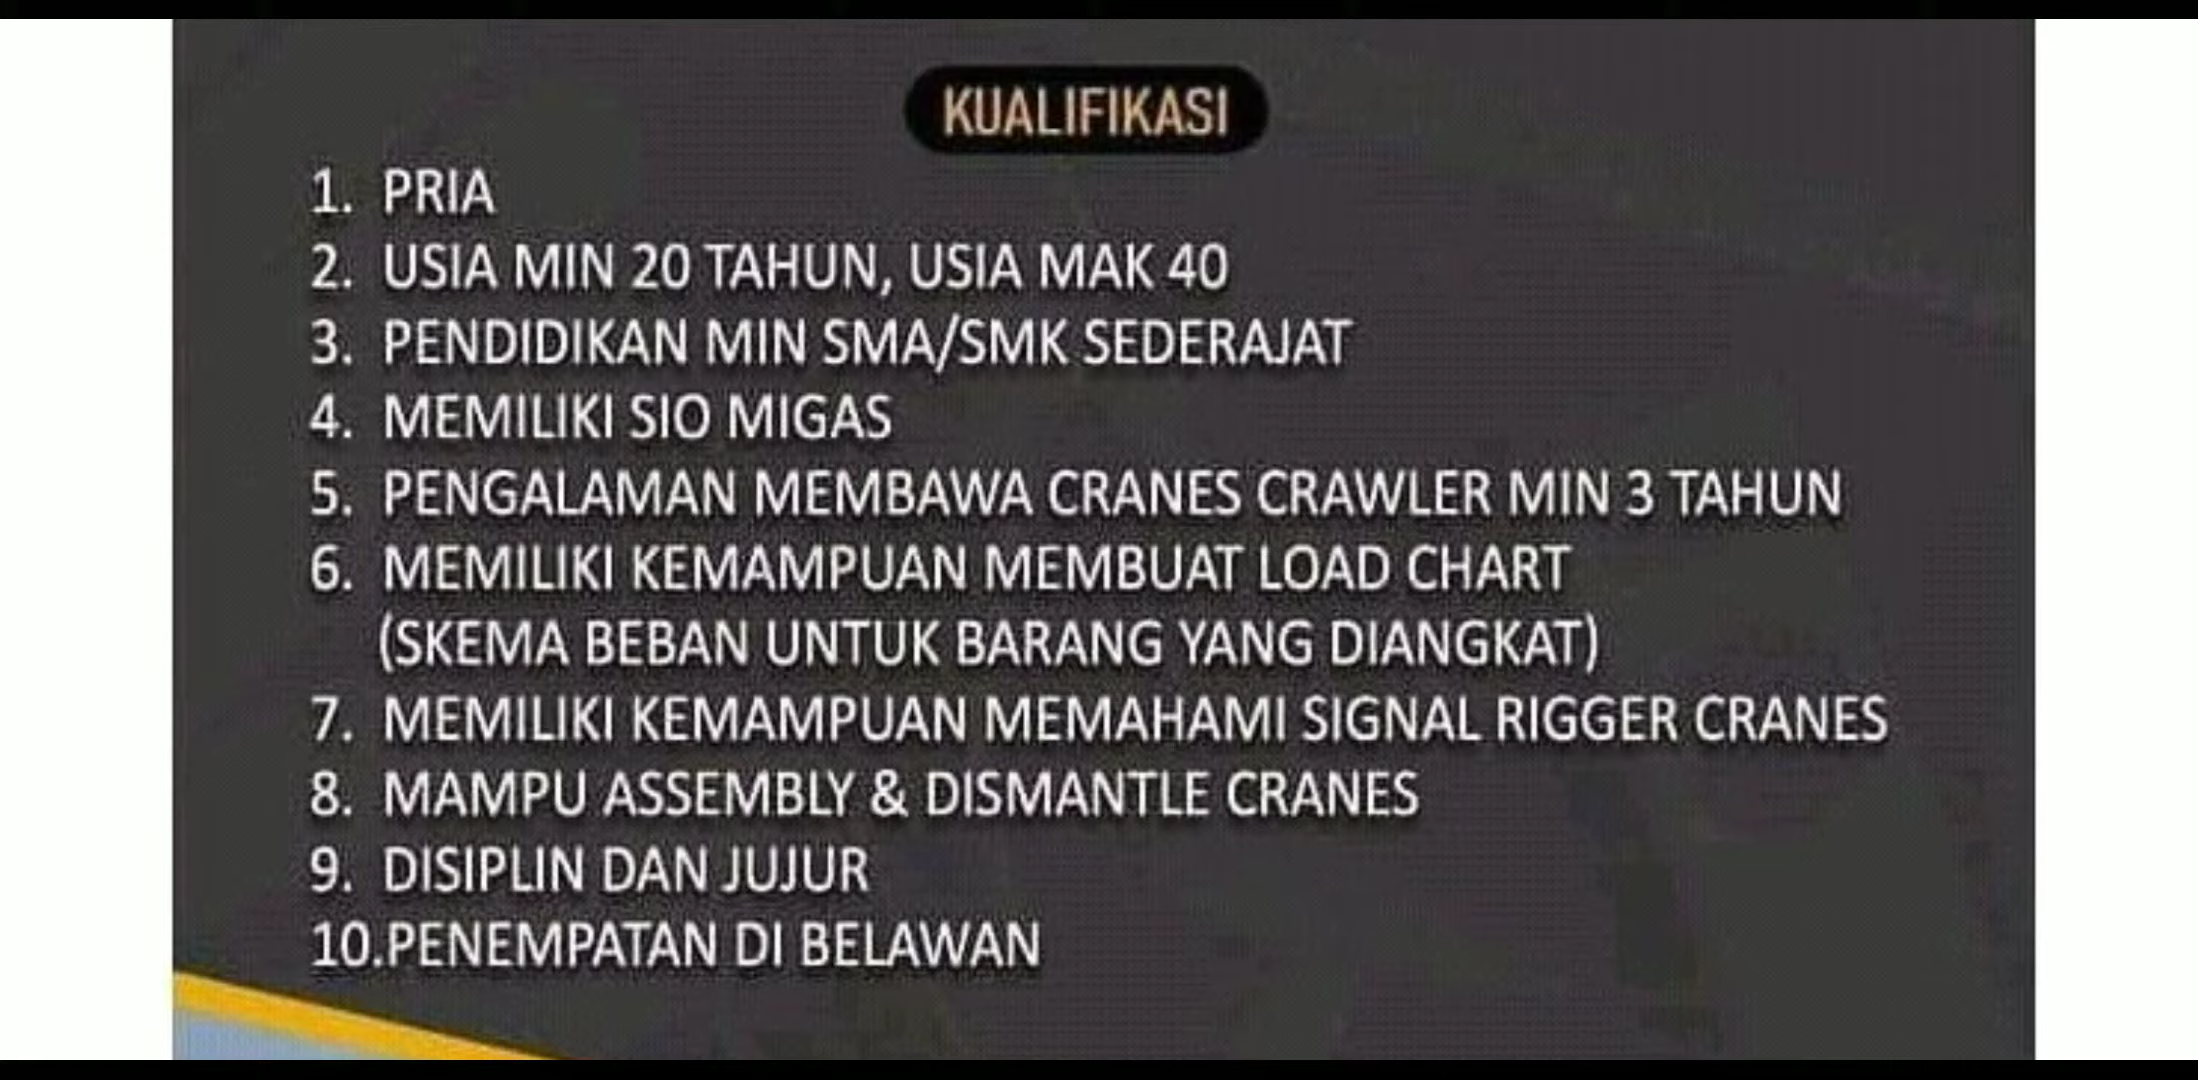 KUALIFIKASI
1. PRIA
2. USIA MIN 20 TAHUN, USIA MAK 40
3. PENDIDIKAN MIN SMA/SMK SEDERAJAT
4. MEMILIKI SIO MIGAS
5. PENGALAMAN MEMBAWA CRANES CRAWLER MIN 3 TAHUN
6. MEMILIKI KEMAMPUAN MEMBUAT LOAD CHART
(SKEMA BEBAN UNTUK BARANG YANG DIANGKAT)
7. MEMILIKI KEMAMPUAN MEMAHAMI SIGNAL RIGGER CRANES
8. MAMPU ASSEMBLY & DISMANTLE CRANES
9. DISIPLIN DAN JUJUR
10.PENEMPATAN DI BELAWAN